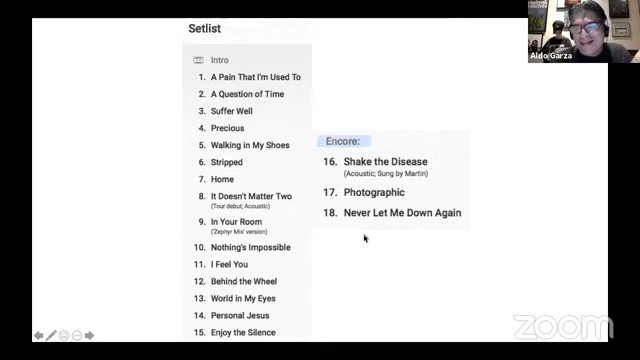 Setlist
Intro
1. A Pain That I'm Used To
2. A Question of Time
3. Suffer Well
4. Precious
5. Walking in My Shoes
6. Stripped
7. Home
8. It Doesn't Matter Two
(Tour debut; Acoustic)
9. In Your Room
('Zephyr Mix' version)
10. Nothing's Impossible
11. I Feel You
12. Behind the Wheel
13. World in My Eyes
14. Personal Jesus
15. Enjoy the Silence
Encore:
16. Shake the Disease
(Acoustic; Sung by Martin)
17. Photographic
18. Never Let Me Down Again
Aldo Garza
zoom